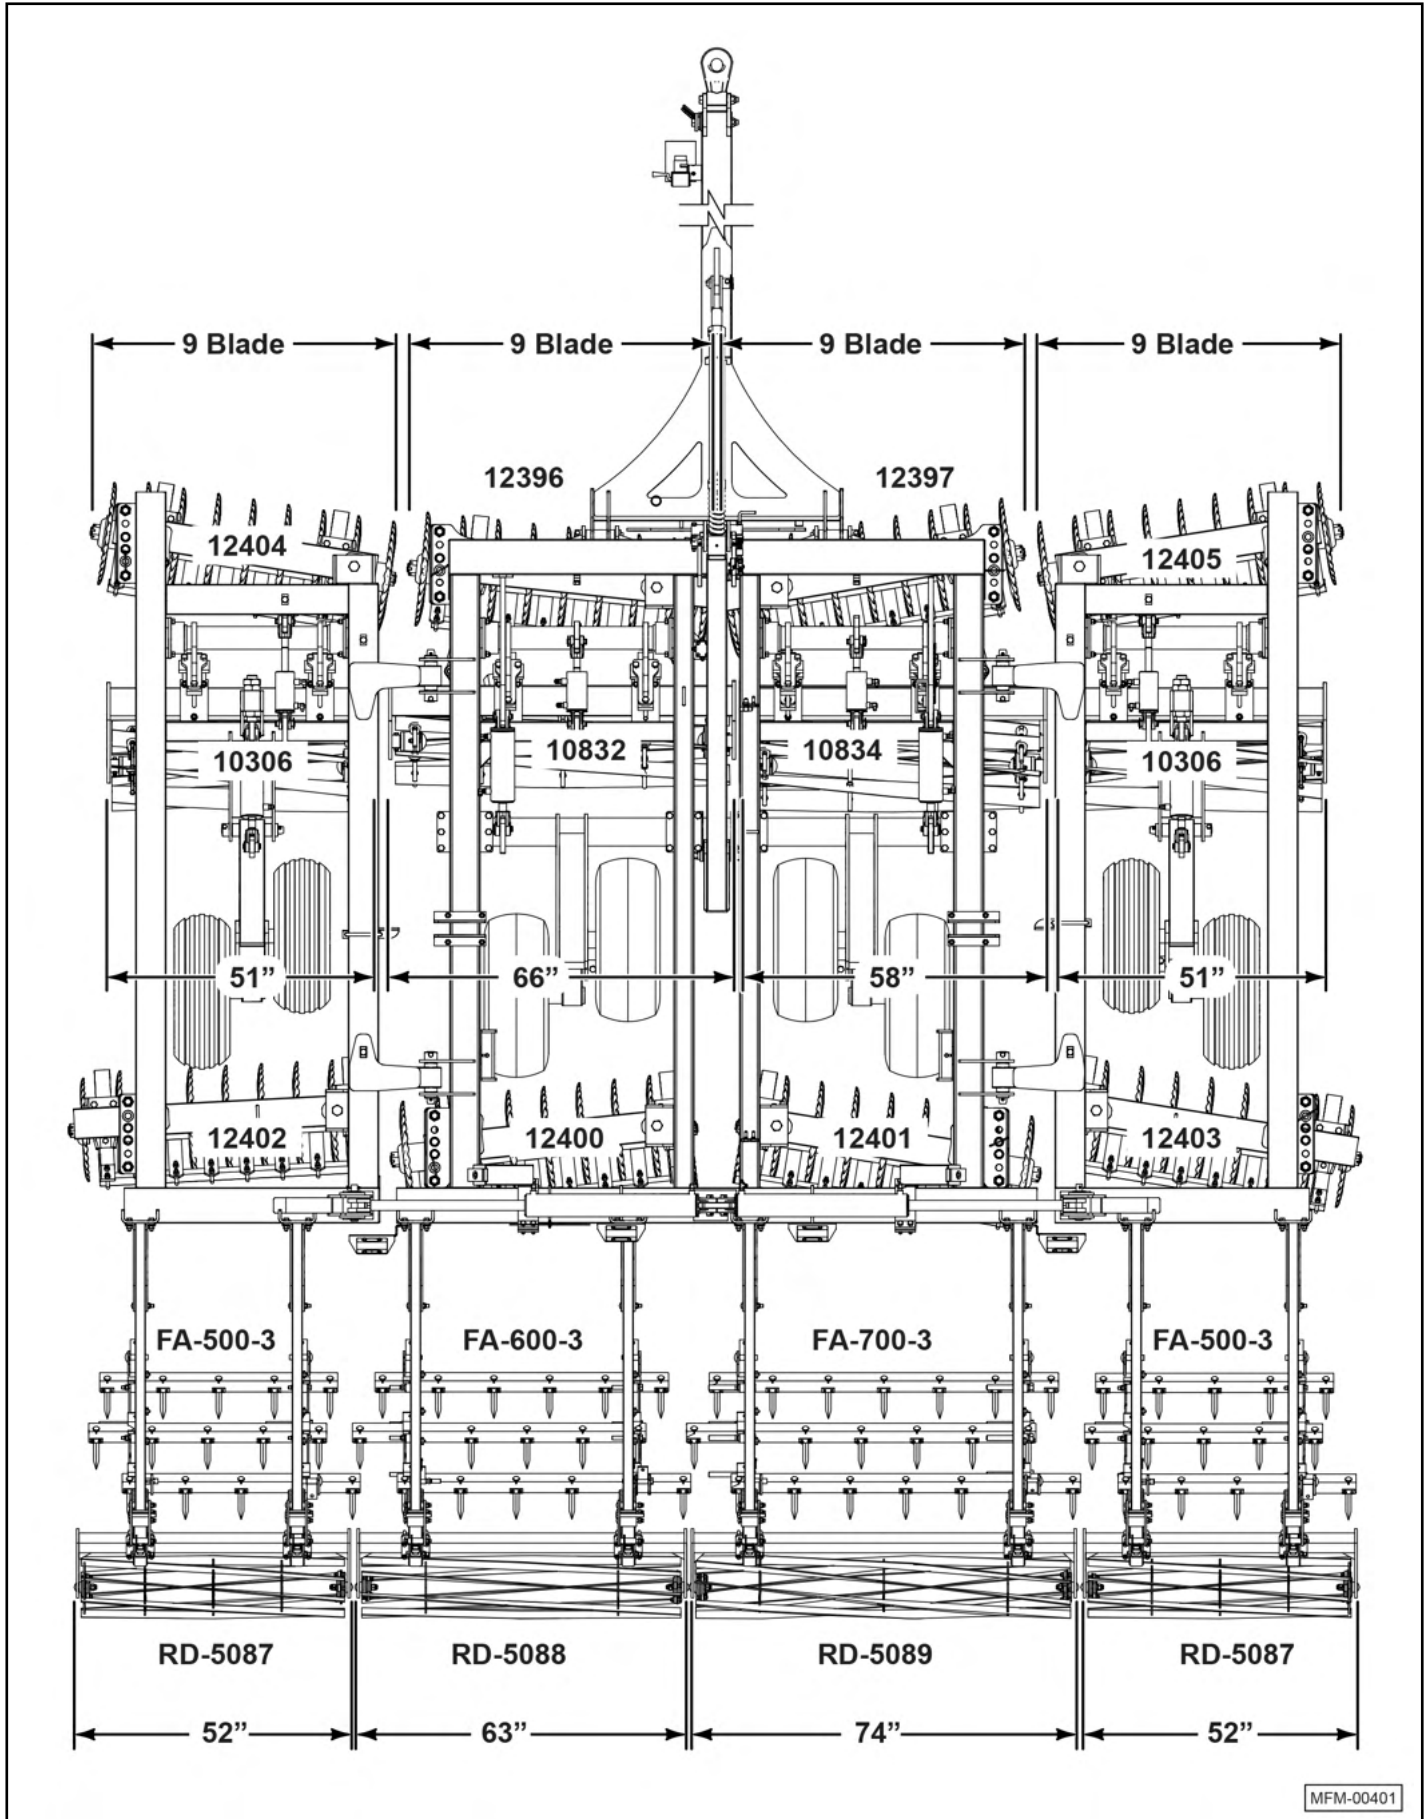 9 Blade 9 Blade 9 Blade 9 Blade
12396 12397
12404 12405
10306 10832 10834 10306
51” 66” 58” 51”
12402 12400 12401 12403
FA-500-3 FA-600-3 FA-700-3 FA-500-3
RD-5087 RD-5088 RD-5089 RD-5087
52” 63” 74” 52”
MFM-00401